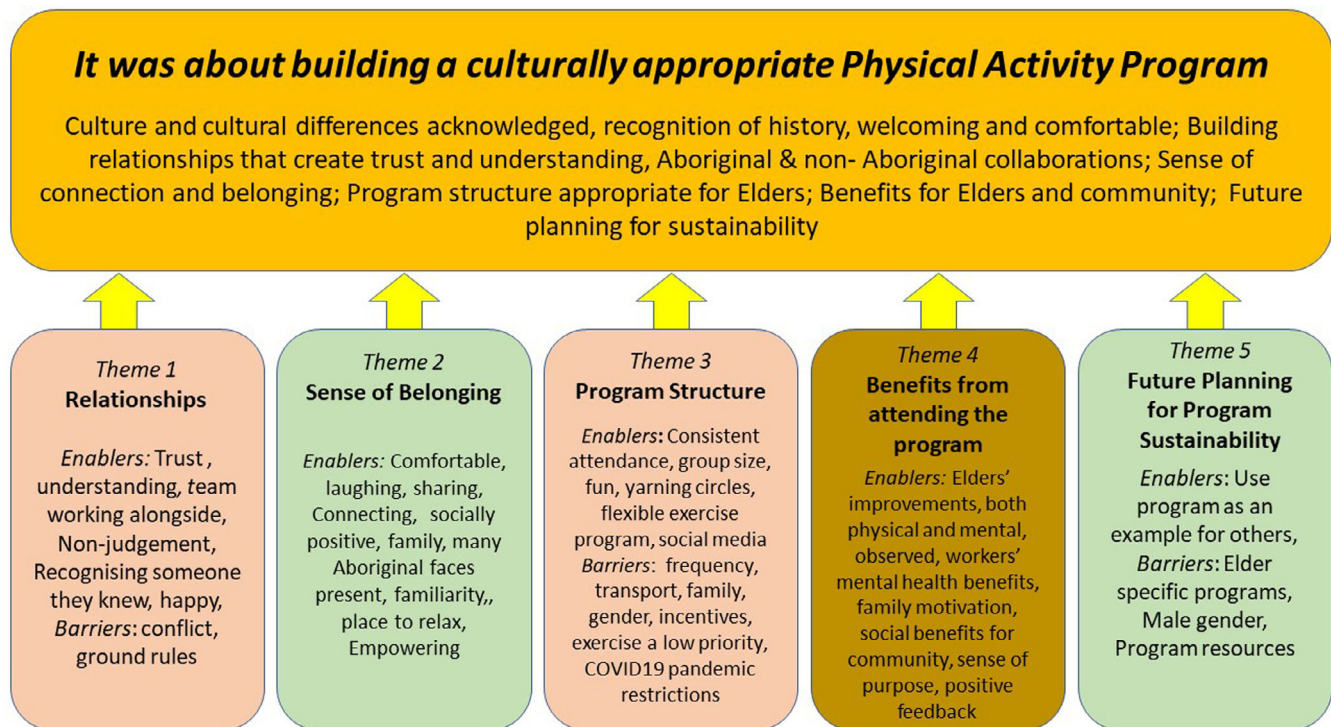 It was about building a culturally appropriate Physical Activity Program
Culture and cultural differences acknowledged, recognition of history, welcoming and comfortable; Building
relationships that create trust and understanding, Aboriginal & non- Aboriginal collaborations; Sense of
connection and belonging; Program structure appropriate for Elders; Benefits for Elders and community; Future
planning for sustainability
Theme 1
Relationships
Enablers: Trust ,
understanding, team
working alongside,
Non-judgement,
Recognising someone
they knew, happy,
Barriers: conflict,
ground rules
Theme 2
Sense of Belonging
Enablers: Comfortable,
laughing, sharing,
Connecting, socially
positive, family, many
Aboriginal faces
present, familiarity,,
place to relax,
Empowering
Theme 3
Program Structure
Enablers: Consistent
attendance, group size,
fun, yarning circles,
flexible exercise
program, social media
Barriers: frequency,
transport, family,
gender, incentives,
exercise a low priority,
COVID19 pandemic
restrictions
Theme 4
Benefits from
attending the
program
Enablers: Elders’
improvements, both
physical and mental,
observed, workers’
mental health benefits,
family motivation,
social benefits for
community, sense of
purpose, positive
feedback
Theme 5
Future Planning
for Program
Sustainability
Enablers: Use
program as an
example for others,
Barriers: Elder
specific programs,
Male gender,
Program resources